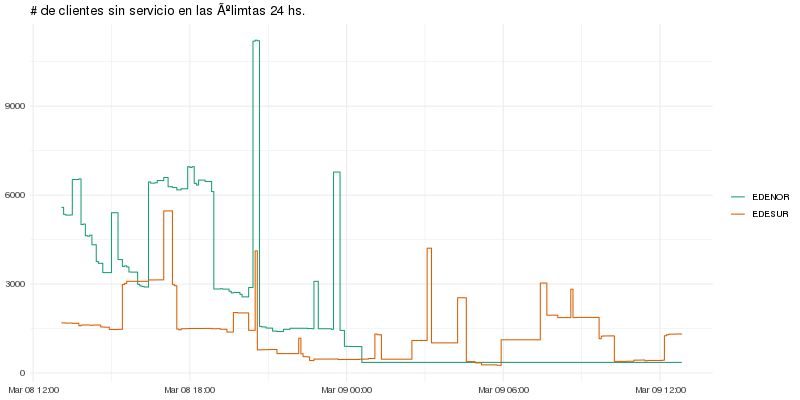 # de clientes sin servicio en las Ãºlimtas 24 hs.
9000
6000
3000
0
Mar 08 12:00
Mar 08 18:00
Mar 09 00:00
Mar 09 06:00
Mar 09 12:00
EDENOR
EDESUR